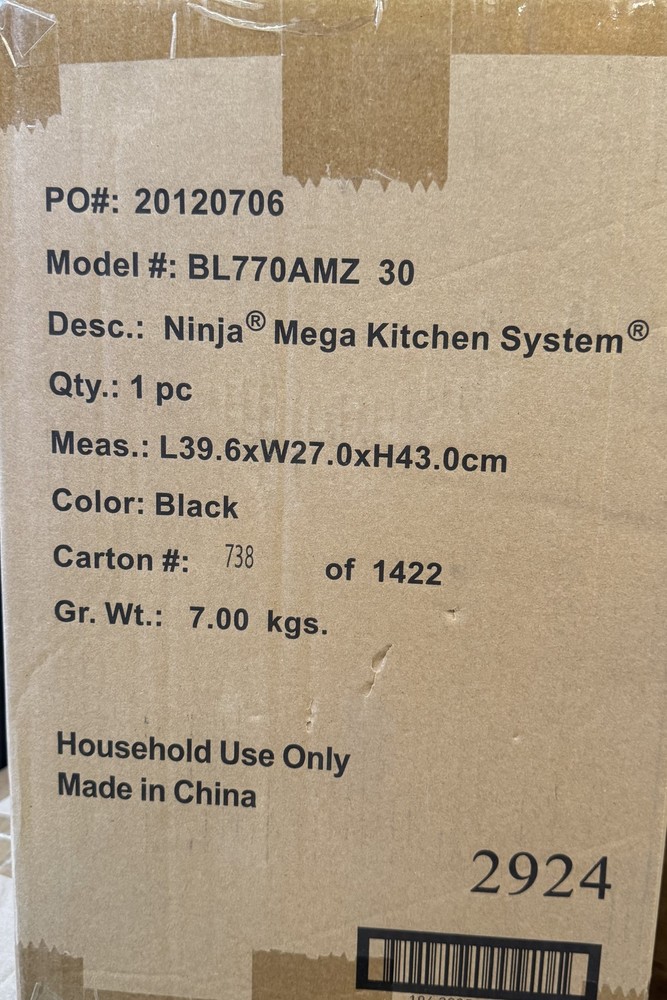 PO#: 20120706
Model #: BL770AMZ 30
Desc.: Ninja® Mega Kitchen System®
Qty.: 1 pc
Meas.: L39.6xW27.0xH43.0cm
Color: Black
Carton #: 738 of 1422
Gr. Wt.: 7.00 kgs.
Household Use Only
Made in China
2924